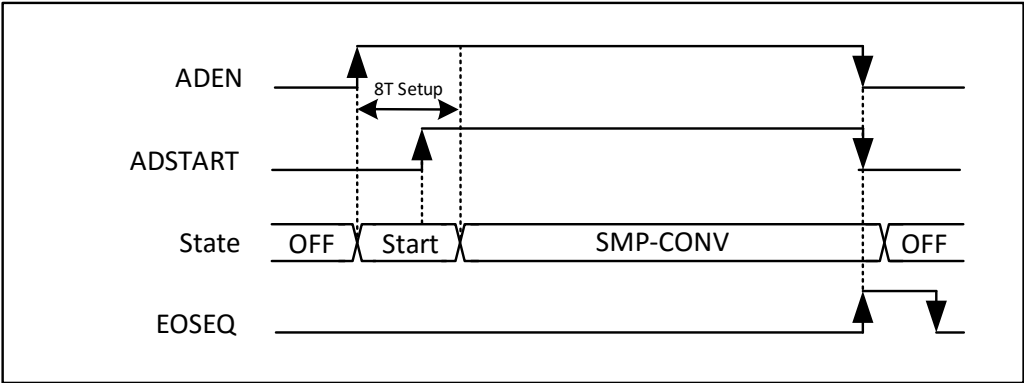 ADEN
8T Setup
ADSTART
State OFF Start SMP-CONV OFF
EOSEQ